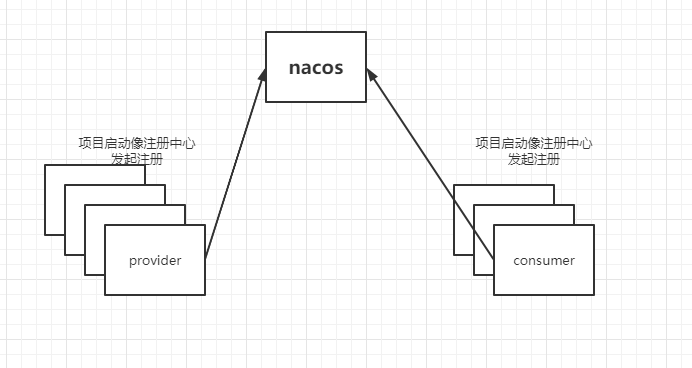 nacos
项目启动像注册中心
发起注册
项目启动像注册中心
发起注册
provider
consumer